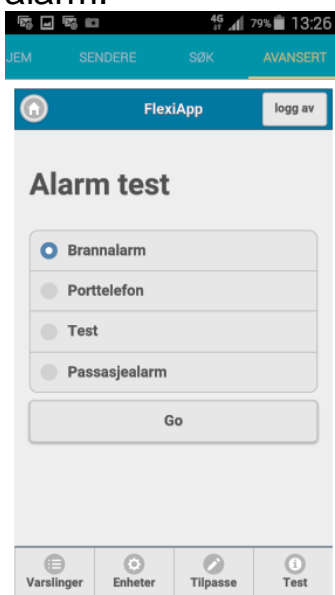 alarm.
4G 79% 13:26
JEM SENDERE SØK AVANSERT
FlexiApp logg av
Alarm test
Brannalarm
Porttelefon
Test
Passasjealarm
Go
Varslinger Enheter Tilpasse Test